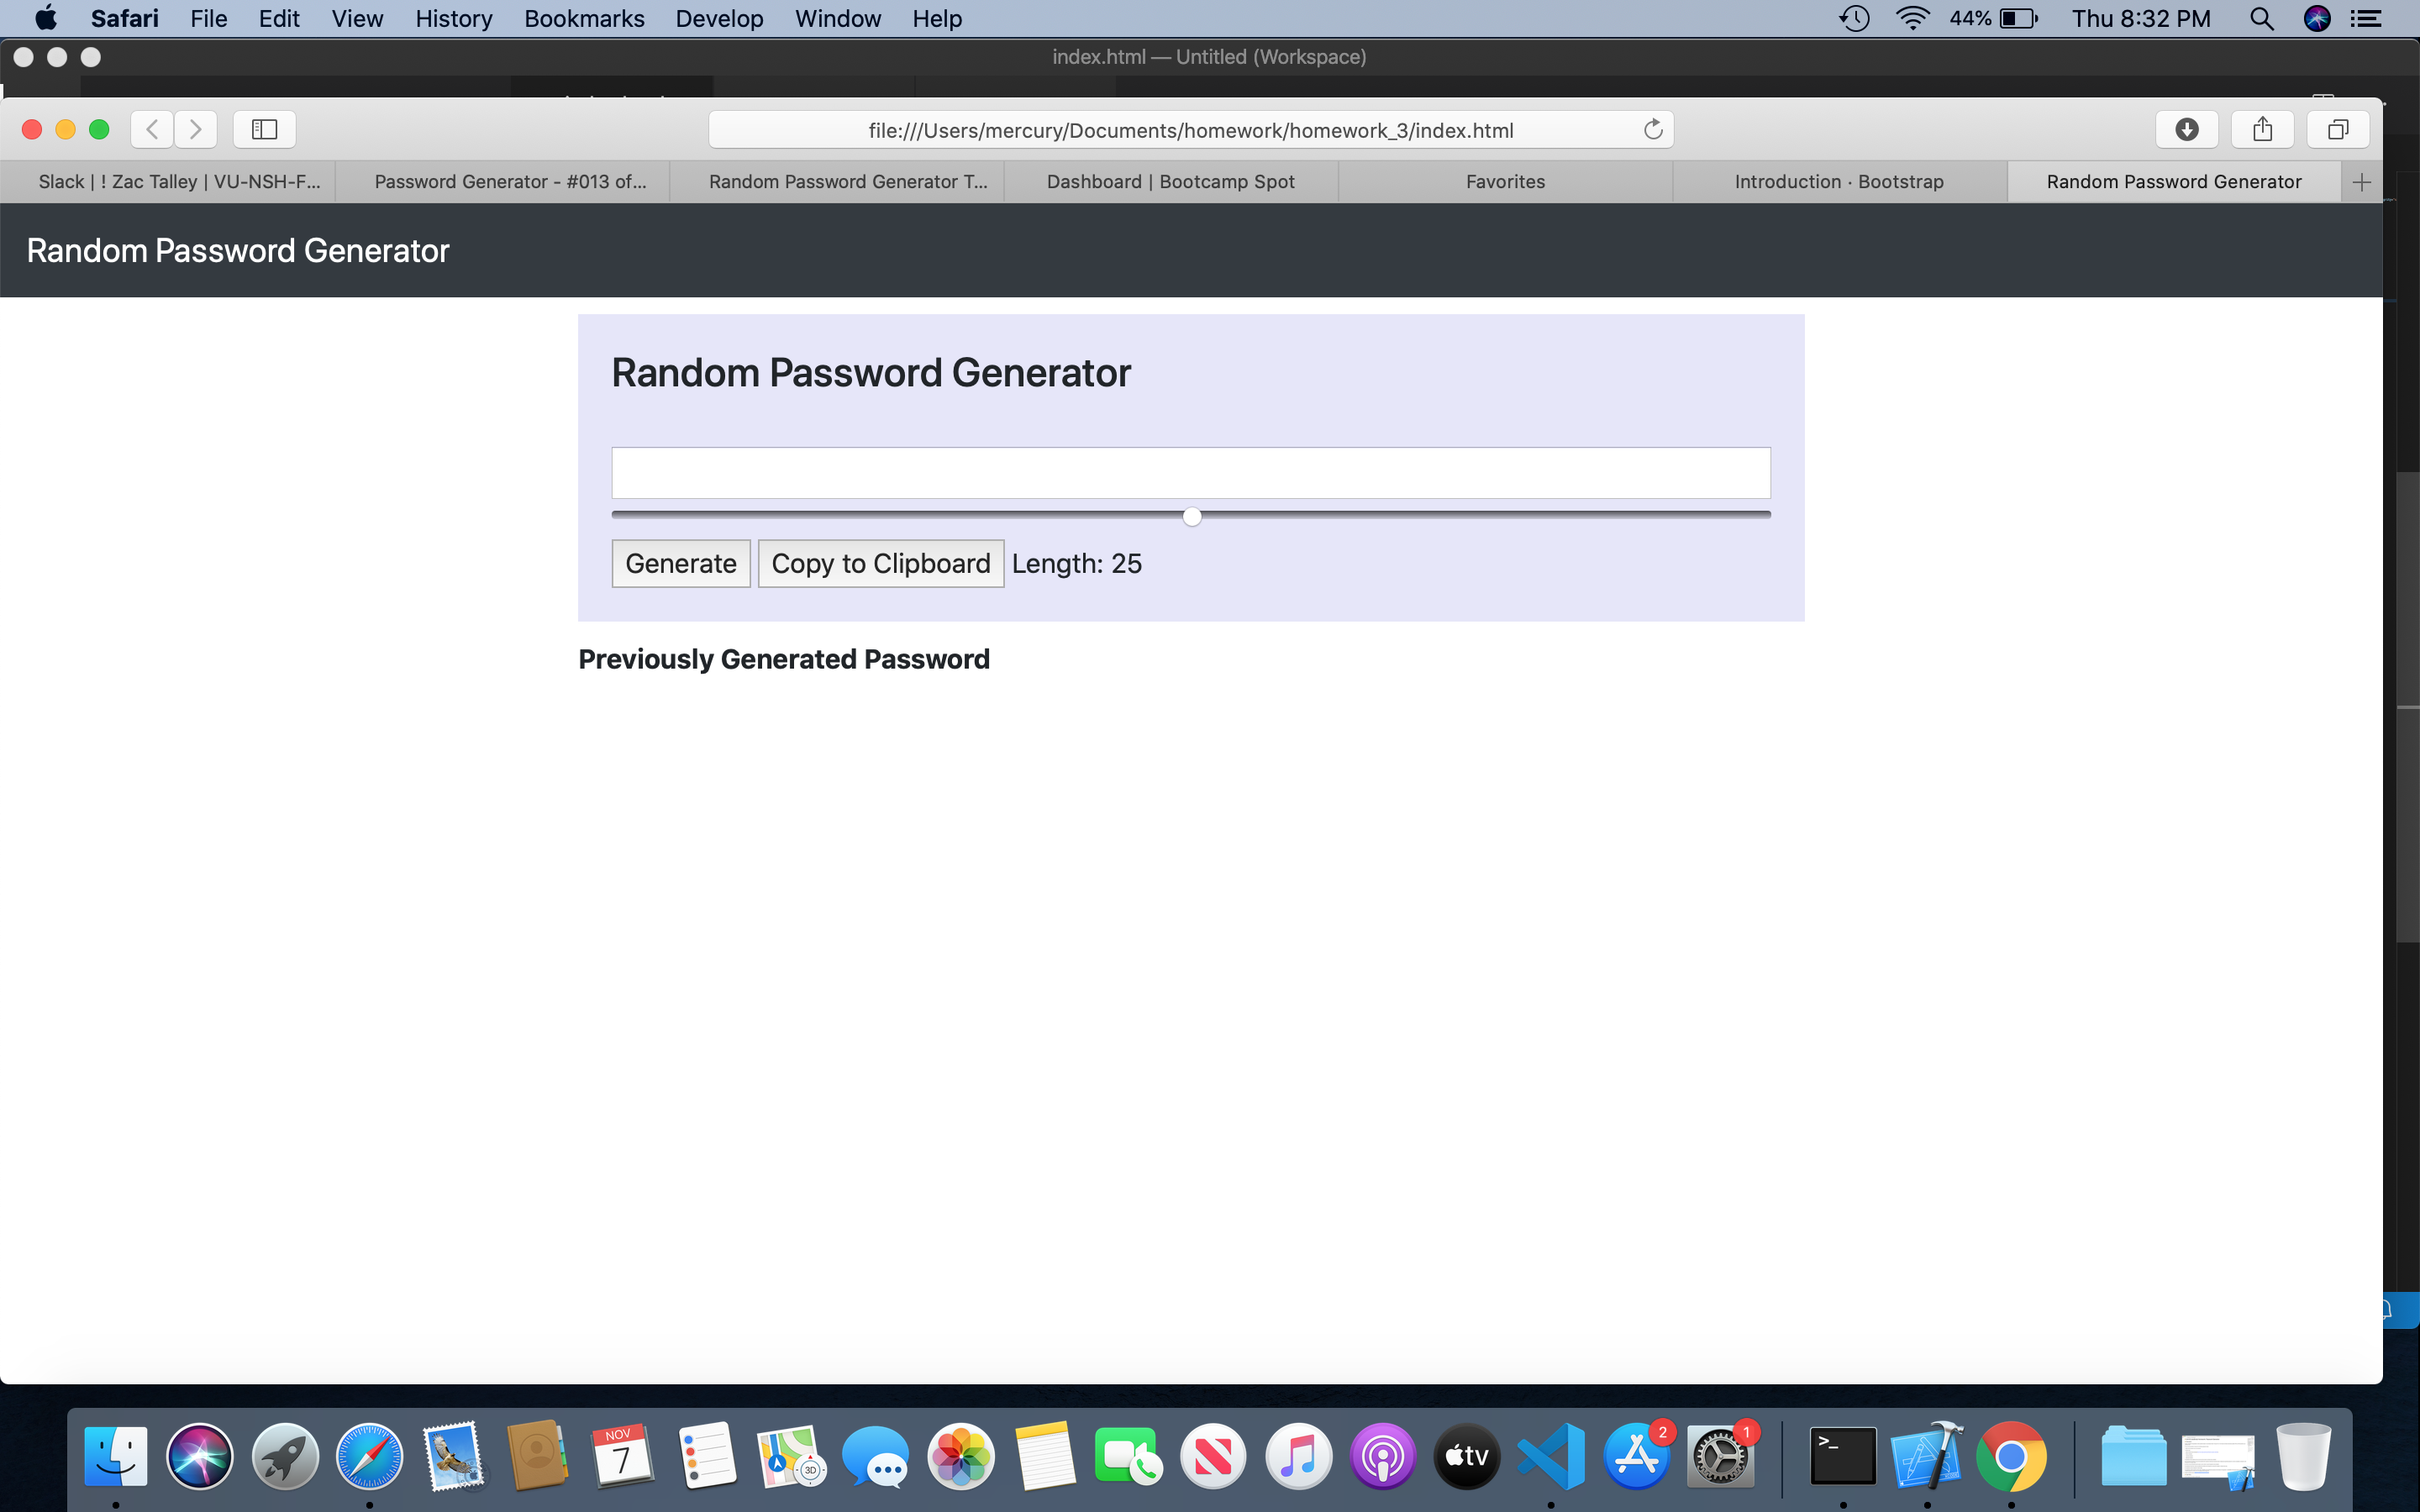 Safari File Edit View History Bookmarks Develop Window Help 44% Thu 8:32 PM
index.html — Untitled (Workspace)
file:///Users/mercury/Documents/homework/homework_3/index.html
Slack | ! Zac Talley | VU-NSH-F... Password Generator - #013 of... Random Password Generator T... Dashboard | Bootcamp Spot Favorites Introduction · Bootstrap Random Password Generator
Random Password Generator
Random Password Generator
Generate Copy to Clipboard Length: 25
Previously Generated Password
NOV
7
3D
tv
2
1
>_